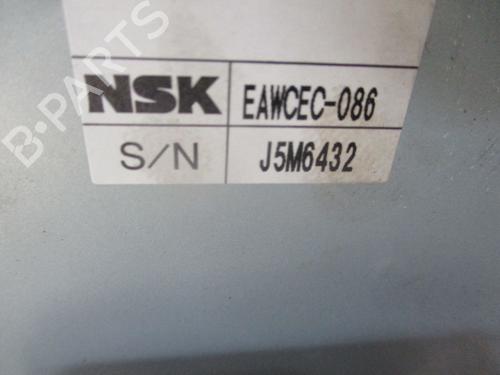 B-PARTS
NSK EAWCEC-086
S/N J5M6432